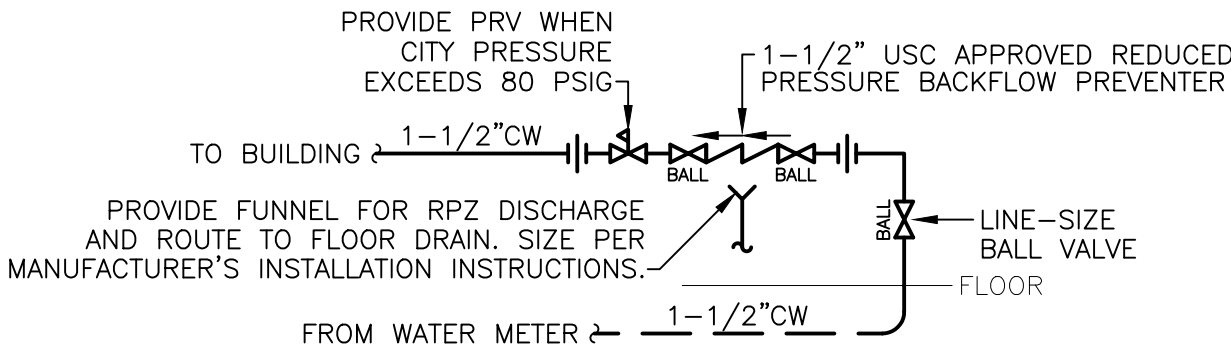 PROVIDE PRV WHEN
CITY PRESSURE
EXCEEDS 80 PSIG
1-1/2" USC APPROVED REDUCED
PRESSURE BACKFLOW PREVENTER
1-1/2"CW
TO BUILDING
BALL
BALL
PROVIDE FUNNEL FOR RPZ DISCHARGE
AND ROUTE TO FLOOR DRAIN. SIZE PER
MANUFACTURER'S INSTALLATION INSTRUCTIONS.
BALL
LINE-SIZE
BALL VALVE
FLOOR
1-1/2"CW
FROM WATER METER